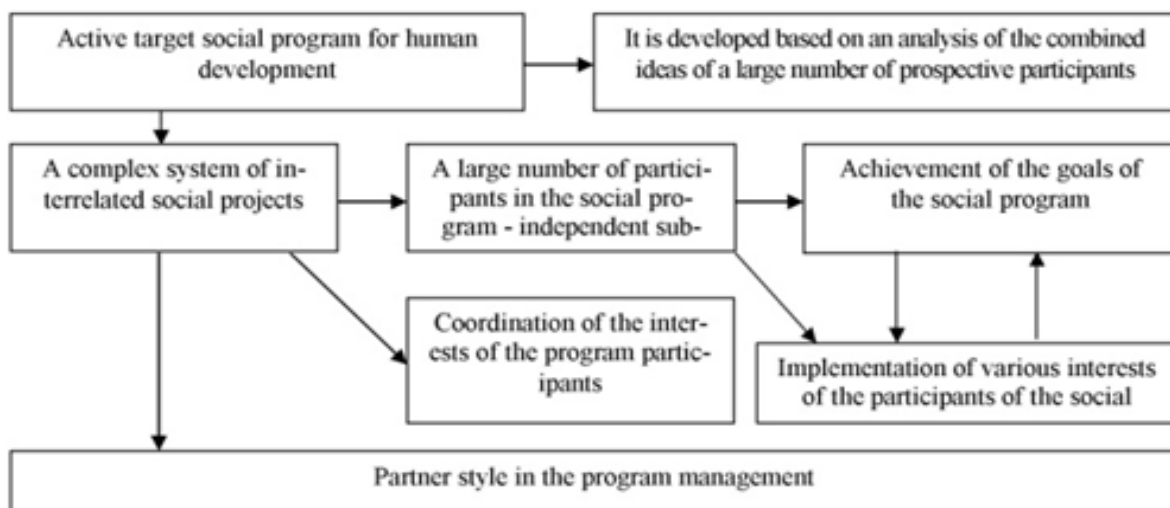 Active target social program for human
development
It is developed based on an analysis of the combined
ideas of a large number of prospective participants
A complex system of in-
terrelated social projects
A large number of partici-
pants in the social pro-
gram - independent sub-
Achievement of the goals of
the social program
Coordination of the inter-
ests of the program partic-
ipants
Implementation of various interests
of the participants of the social
Partner style in the program management